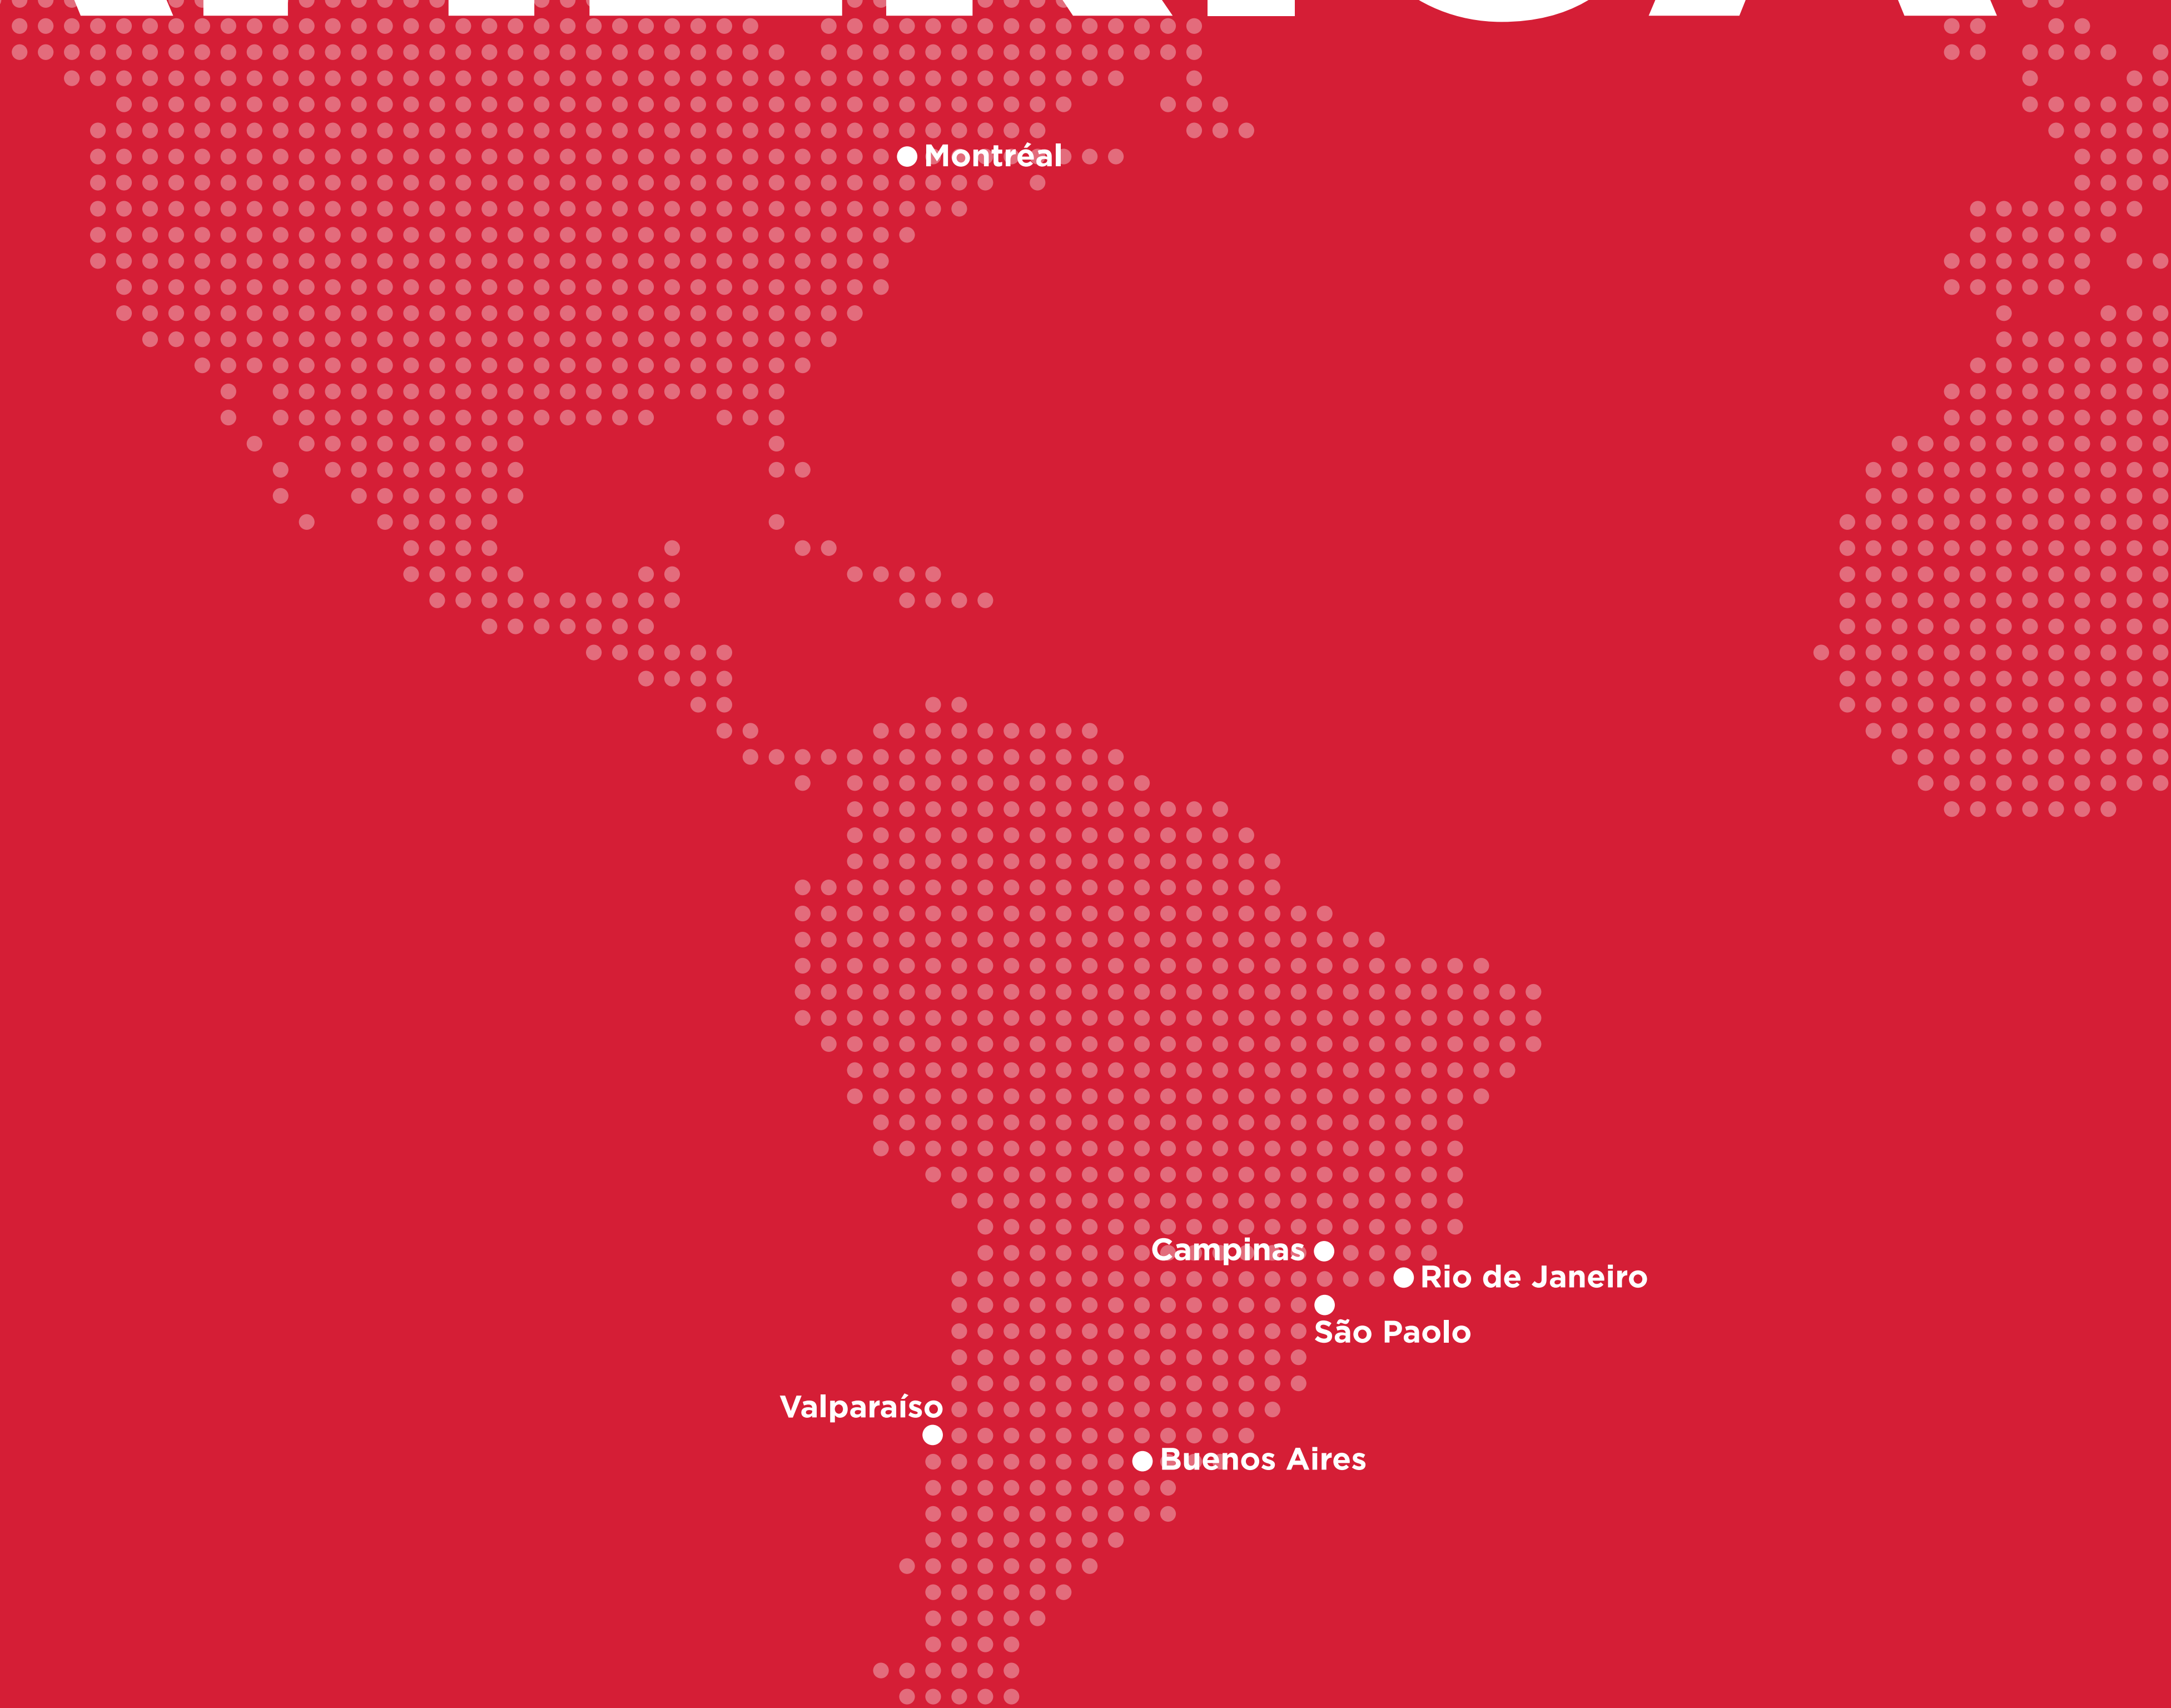 Montréal
Campinas
Rio de Janeiro
São Paolo
Valparaíso
Buenos Aires